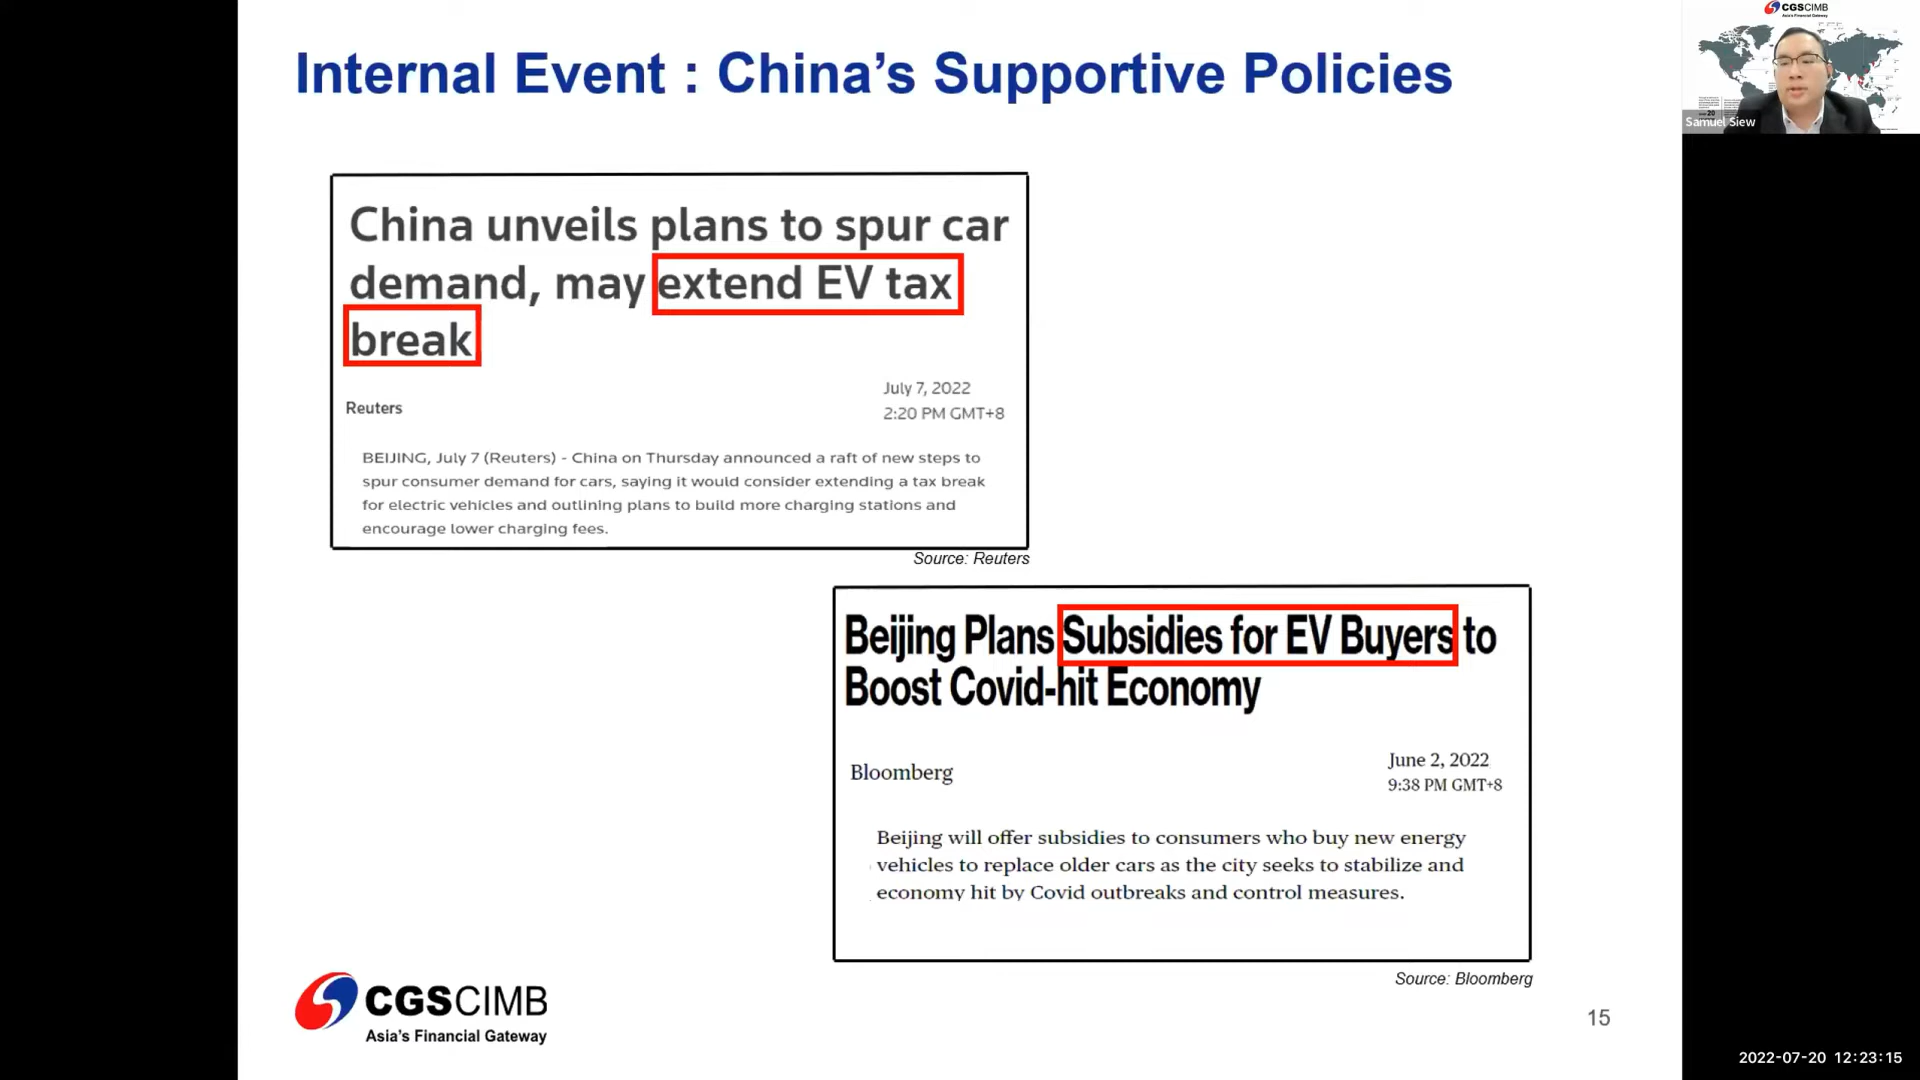 Internal Event : China's Supportive Policies
CGSCIMB
Asia's Financial Gateway
Samuel Siew
China unveils plans to spur car
demand, may extend EV tax
break
July 7, 2022
Reuters
2:20 PM GMT+8
BEIJING, July 7 (Reuters) - China on Thursday announced a raft of new steps to
spur consumer demand for cars, saying it would consider extending a tax break
for electric vehicles and outlining plans to build more charging stations and
encourage lower charging fees.
Source: Reuters
Beijing Plans Subsidies for EV Buyers to
Boost Covid-hit Economy
June 2, 2022
Bloomberg
9:38 PM GMT+8
Beijing will offer subsidies to consumers who buy new energy
vehicles to replace older cars as the city seeks to stabilize and
economy hit by Covid outbreaks and control measures.
Source: Bloomberg
CGSCIMB
Asia's Financial Gateway
15
2022-07-20 12:23:15